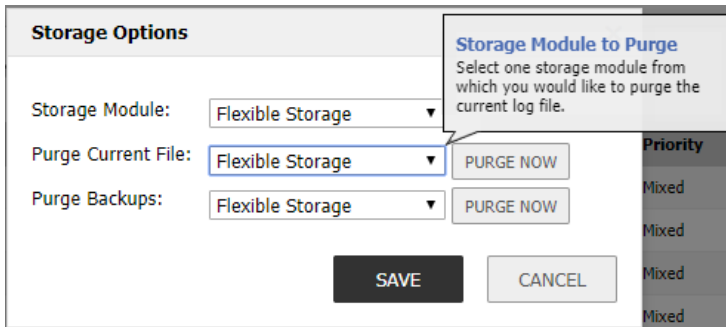 Storage Options
Storage Module to Purge
Select one storage module from
which you would like to purge the
current log file.
Storage Module:
Flexible Storage
Purge Current File:
Flexible Storage
PURGE NOW
Purge Backups:
Flexible Storage
PURGE NOW
SAVE
CANCEL
Priority
Mixed
Mixed
Mixed
Mixed